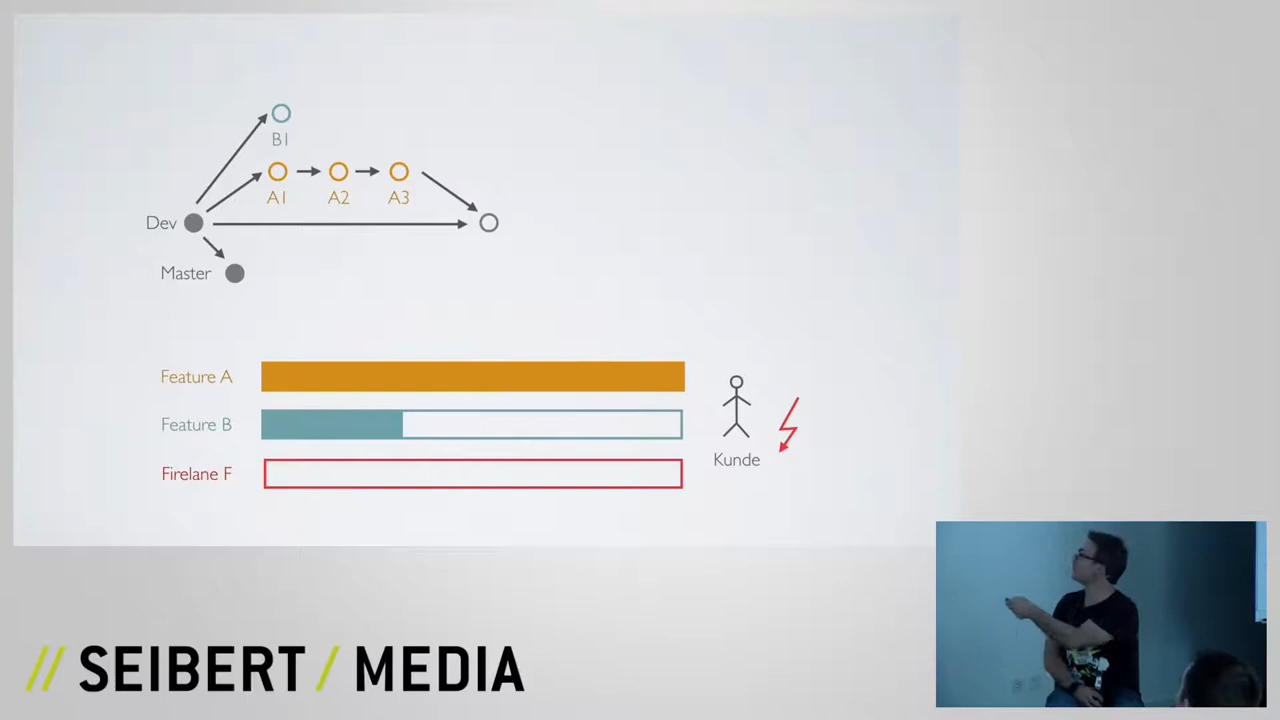 B1
A1
A2
A3
Dev
Master
Feature A
Feature B
Kunde
Firelane F
// SEIBERT / MEDIA